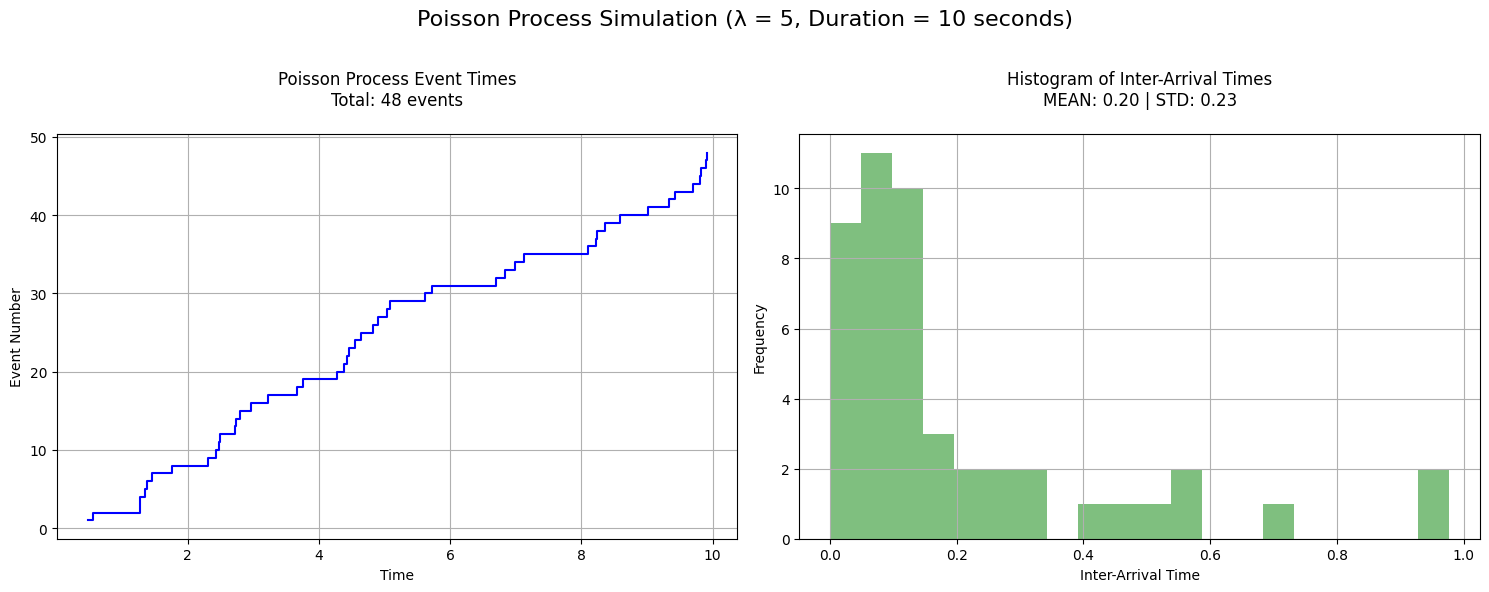 Poisson Process Simulation (λ = 5, Duration = 10 seconds)
Poisson Process Event Times
Total: 48 events
50
40
30
20
10
0
Event Number
2
4
6
8
10
Time
Histogram of Inter-Arrival Times
MEAN: 0.20 | STD: 0.23
10
8
6
4
2
0
Frequency
0.0
0.2
0.4
0.6
0.8
1.0
Inter-Arrival Time